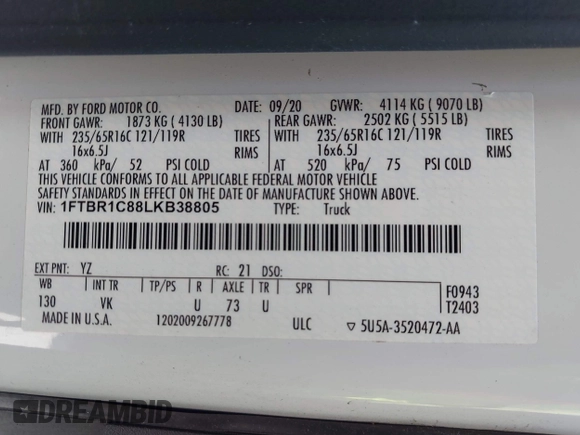 MFD. BY FORD MOTOR CO. DATE: 09/20 GVWR: 4114 KG ( 9070 LB)
FRONT GAWR: 1873 KG ( 4130 LB) REAR GAWR: 2502 KG ( 5515 LB)
WITH 235/65R16C 121/119R TIRES WITH 235/65R16C 121/119R TIRES
16x6.5J RIMS 16x6.5J RIMS
AT 360 kPa/ 52 PSI COLD AT 520 kPa/ 75 PSI COLD
THIS VEHICLE CONFORMS TO ALL APPLICABLE FEDERAL MOTOR VEHICLE
SAFETY STANDARDS IN EFFECT ON THE DATE OF MANUFACTURE SHOWN ABOVE.
VIN: 1FTBR1C88LKB38805 TYPE: Truck
EXT PNT: YZ RC: 21 DSO:
WB INT TR TP/PS R AXLE TR SPR F0943
130 VK U 73 U T2403
MADE IN U.S.A. 1202009267778 ULC ▽ 5U5A-3520472-AA
DREAMBID